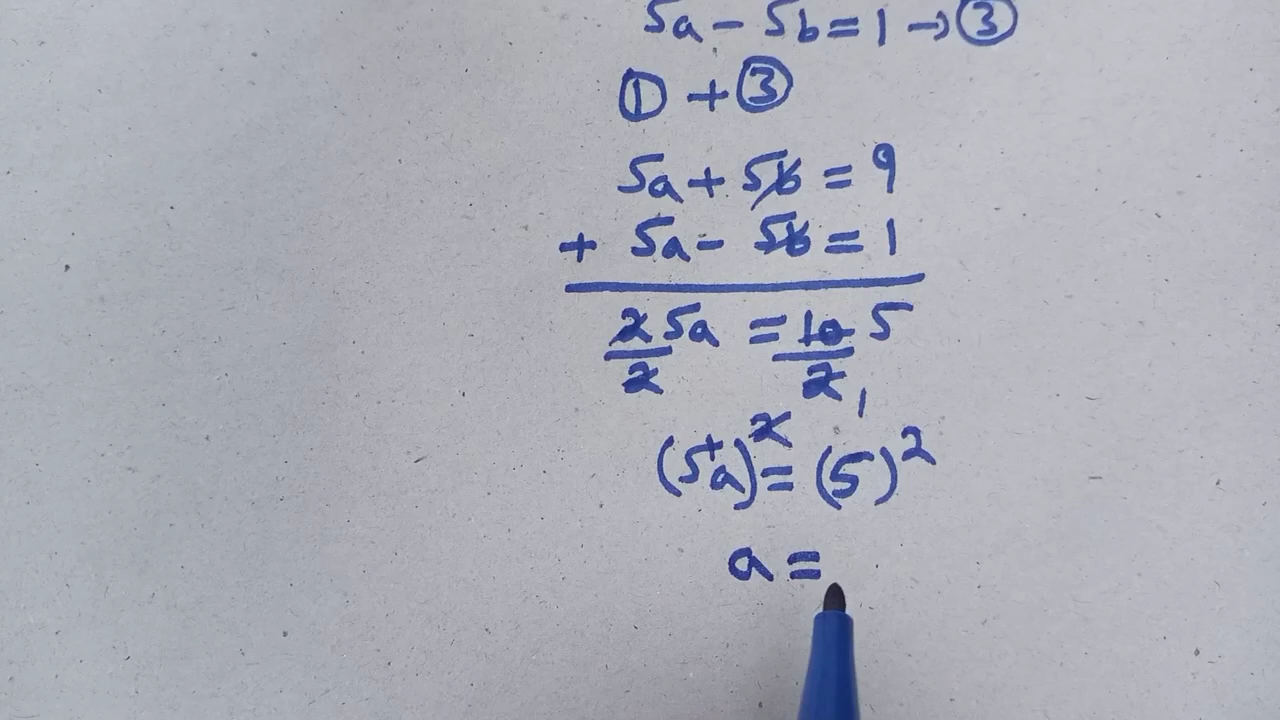 5a - 5b = 1 → ③
① + ③
5a + 5b = 9
+ 5a - 5b = 1
2 5a = 10 5
2 2 1
(√a)² = (5)²
a =